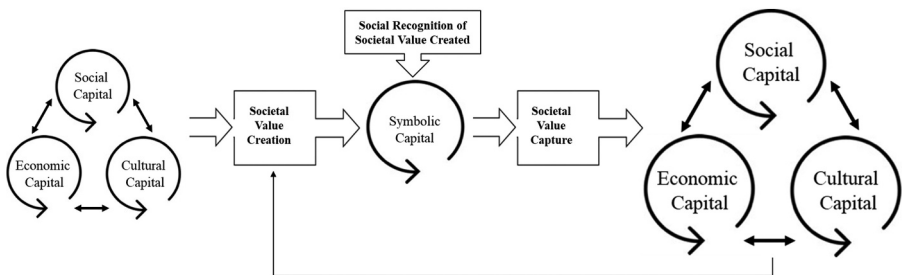 Social Recognition of
Societal Value Created
Social
Capital
Economic
Capital
Cultural
Capital
Societal
Value
Creation
Symbolic
Capital
Societal
Value
Capture
Social
Capital
Economic
Capital
Cultural
Capital